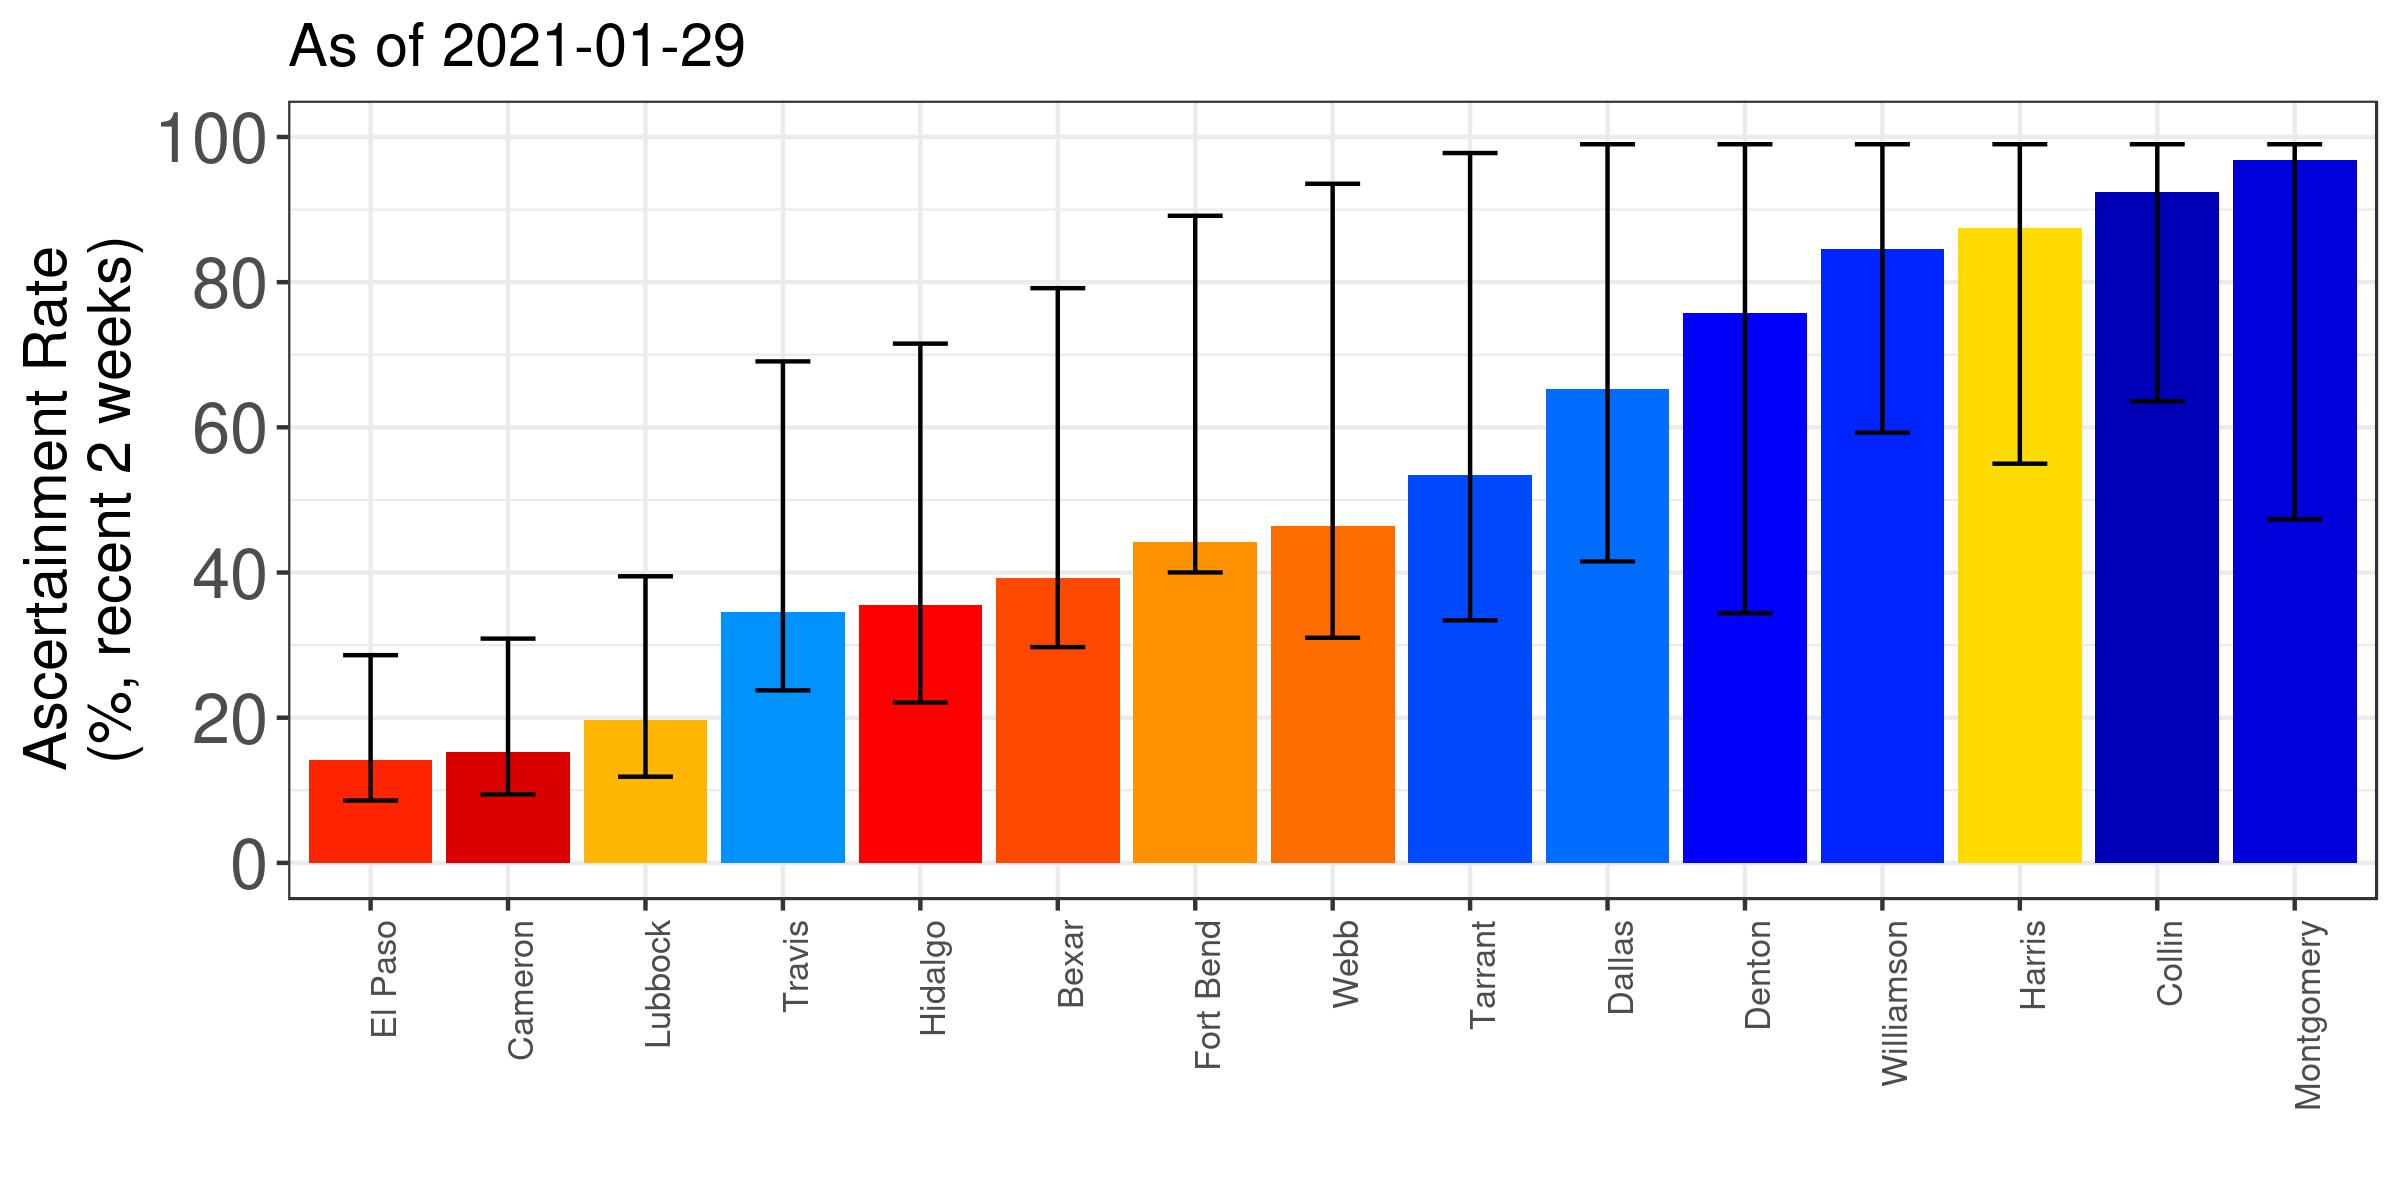 As of 2021-01-29
Ascertainment Rate
(%, recent 2 weeks)
100
80
60
40
20
0
El Paso
Cameron
Lubbock
Travis
Hidalgo
Bexar
Fort Bend
Webb
Tarrant
Dallas
Denton
Williamson
Harris
Collin
Montgomery